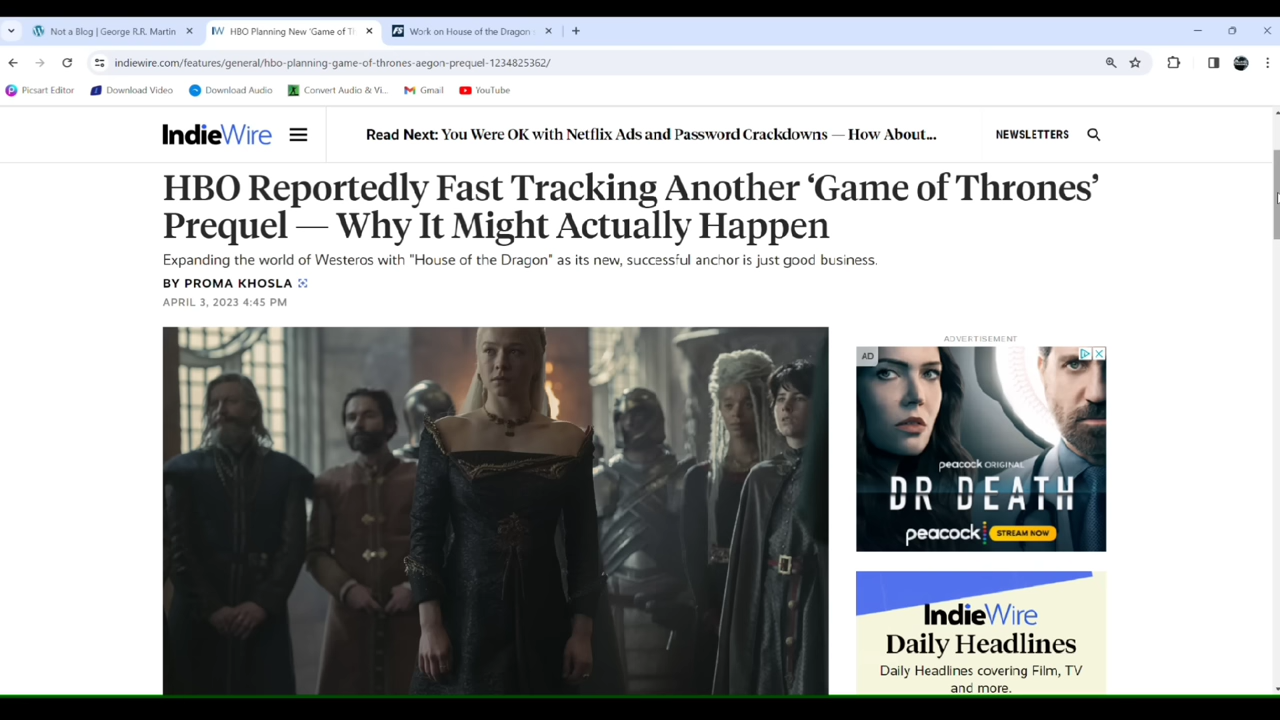 Not a Blog | George R.R. Martin
HBO Planning New 'Game of Th
Work on House of the Dragon
indiewire.com/features/general/hbo-planning-game-of-thrones-aegon-prequel-1234825362/
Picsart Editor
Download Video
Download Audio
Convert Audio & Vi...
Gmail
YouTube
IndieWire
Read Next: You Were OK with Netflix Ads and Password Crackdowns — How About...
NEWSLETTERS
HBO Reportedly Fast Tracking Another ‘Game of Thrones’
Prequel — Why It Might Actually Happen
Expanding the world of Westeros with "House of the Dragon" as its new, successful anchor is just good business.
BY PROMA KHOSLA
APRIL 3, 2023 4:45 PM
ADVERTISEMENT
AD
peacock ORIGINAL
DR DEATH
peacock
STREAM NOW
IndieWire
Daily Headlines
Daily Headlines covering Film, TV
and more.